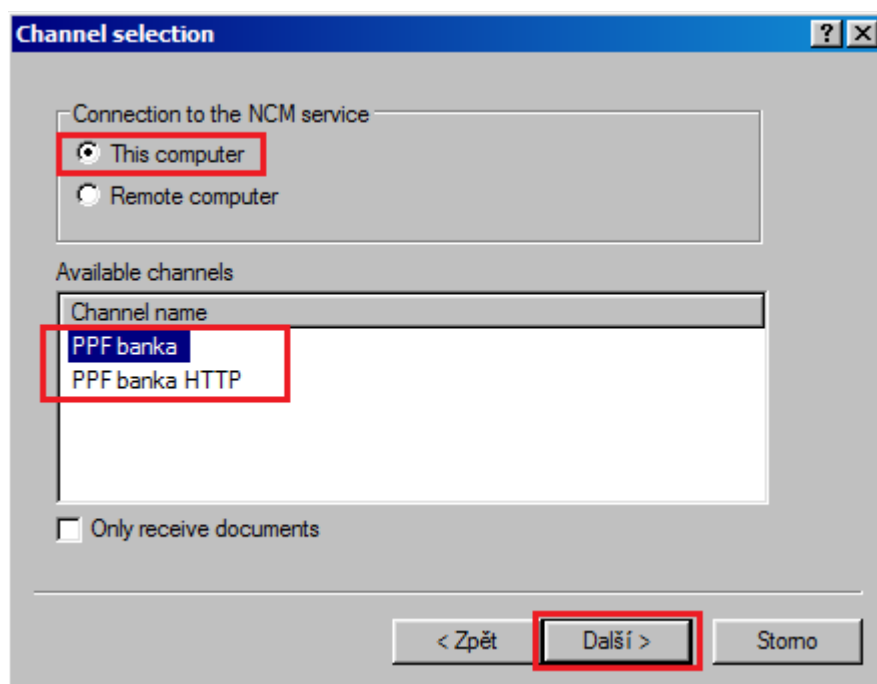 Channel selection
Connection to the NCM service
This computer
Remote computer
Available channels
Channel name
PPF banka
PPF banka HTTP
Only receive documents
< Zpět Další > Storno